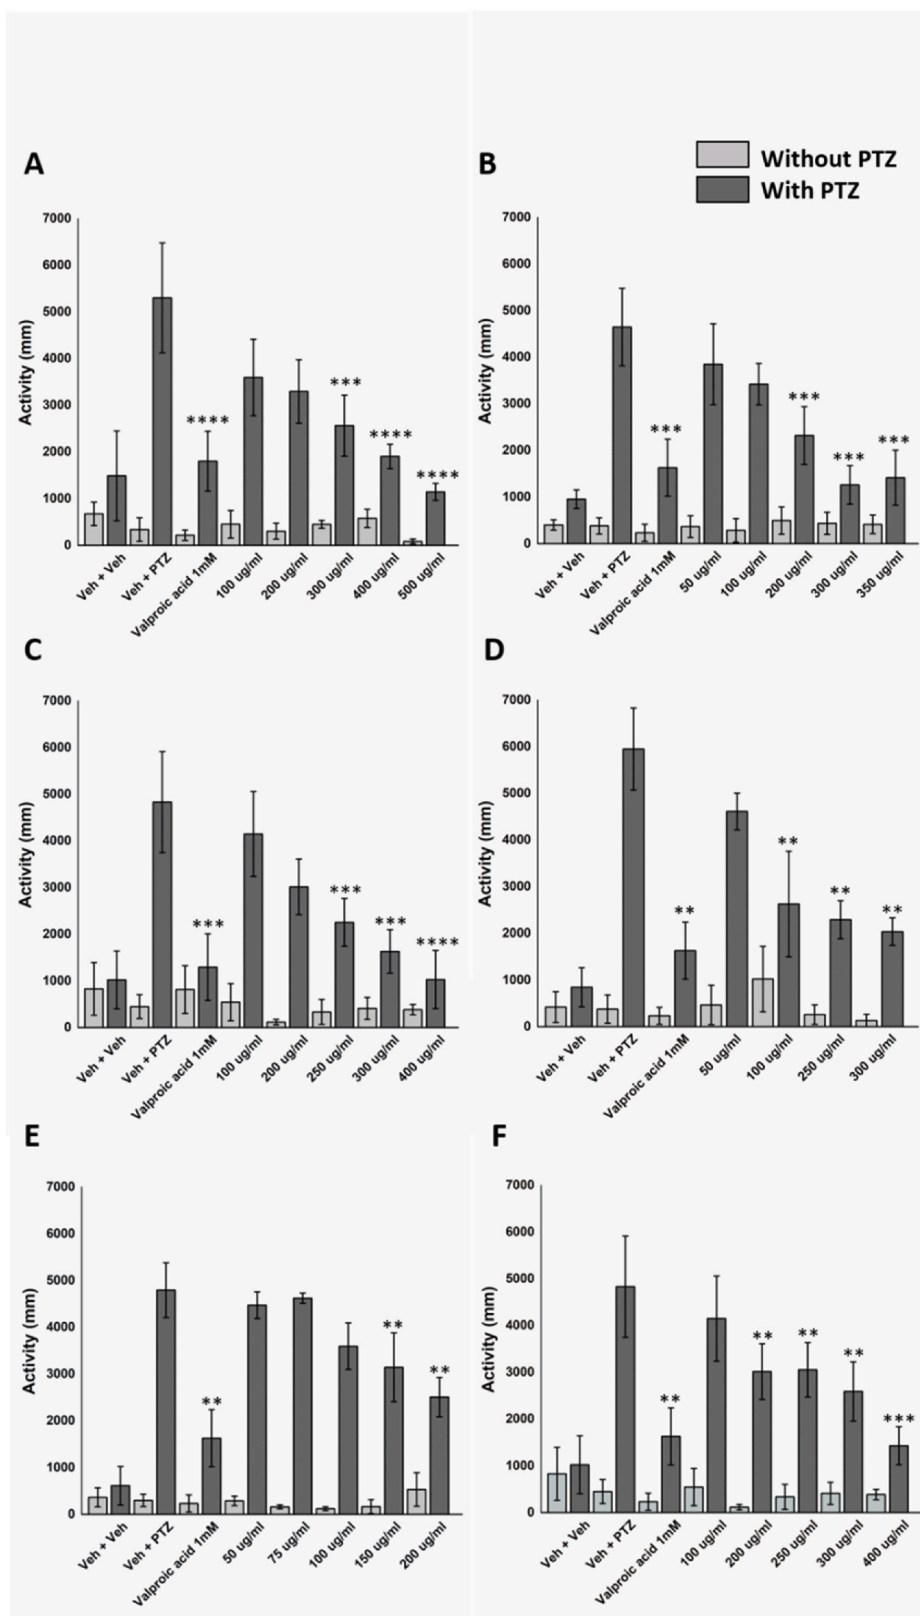 A
B
Without PTZ
With PTZ
7000
6000
5000
4000
3000
2000
1000
0
Activity (mm)
****
***
****
****
Veh + Veh
Veh + PTZ
Valproic acid 1mM
100 ug/ml
200 ug/ml
300 ug/ml
400 ug/ml
500 ug/ml
7000
6000
5000
4000
3000
2000
1000
0
Activity (mm)
***
***
***
***
Veh + Veh
Veh + PTZ
Valproic acid 1mM
50 ug/ml
100 ug/ml
200 ug/ml
300 ug/ml
350 ug/ml
C
7000
6000
5000
4000
3000
2000
1000
0
Activity (mm)
***
***
***
****
Veh + Veh
Veh + PTZ
Valproic acid 1mM
100 ug/ml
200 ug/ml
250 ug/ml
300 ug/ml
400 ug/ml
D
7000
6000
5000
4000
3000
2000
1000
0
Activity (mm)
**
**
**
**
Veh + Veh
Veh + PTZ
Valproic acid 1mM
50 ug/ml
100 ug/ml
250 ug/ml
300 ug/ml
E
7000
6000
5000
4000
3000
2000
1000
0
Activity (mm)
**
**
**
Veh + Veh
Veh + PTZ
Valproic acid 1mM
50 ug/ml
75 ug/ml
100 ug/ml
150 ug/ml
200 ug/ml
F
7000
6000
5000
4000
3000
2000
1000
0
Activity (mm)
**
**
**
**
***
Veh + Veh
Veh + PTZ
Valproic acid 1mM
100 ug/ml
200 ug/ml
250 ug/ml
300 ug/ml
400 ug/ml